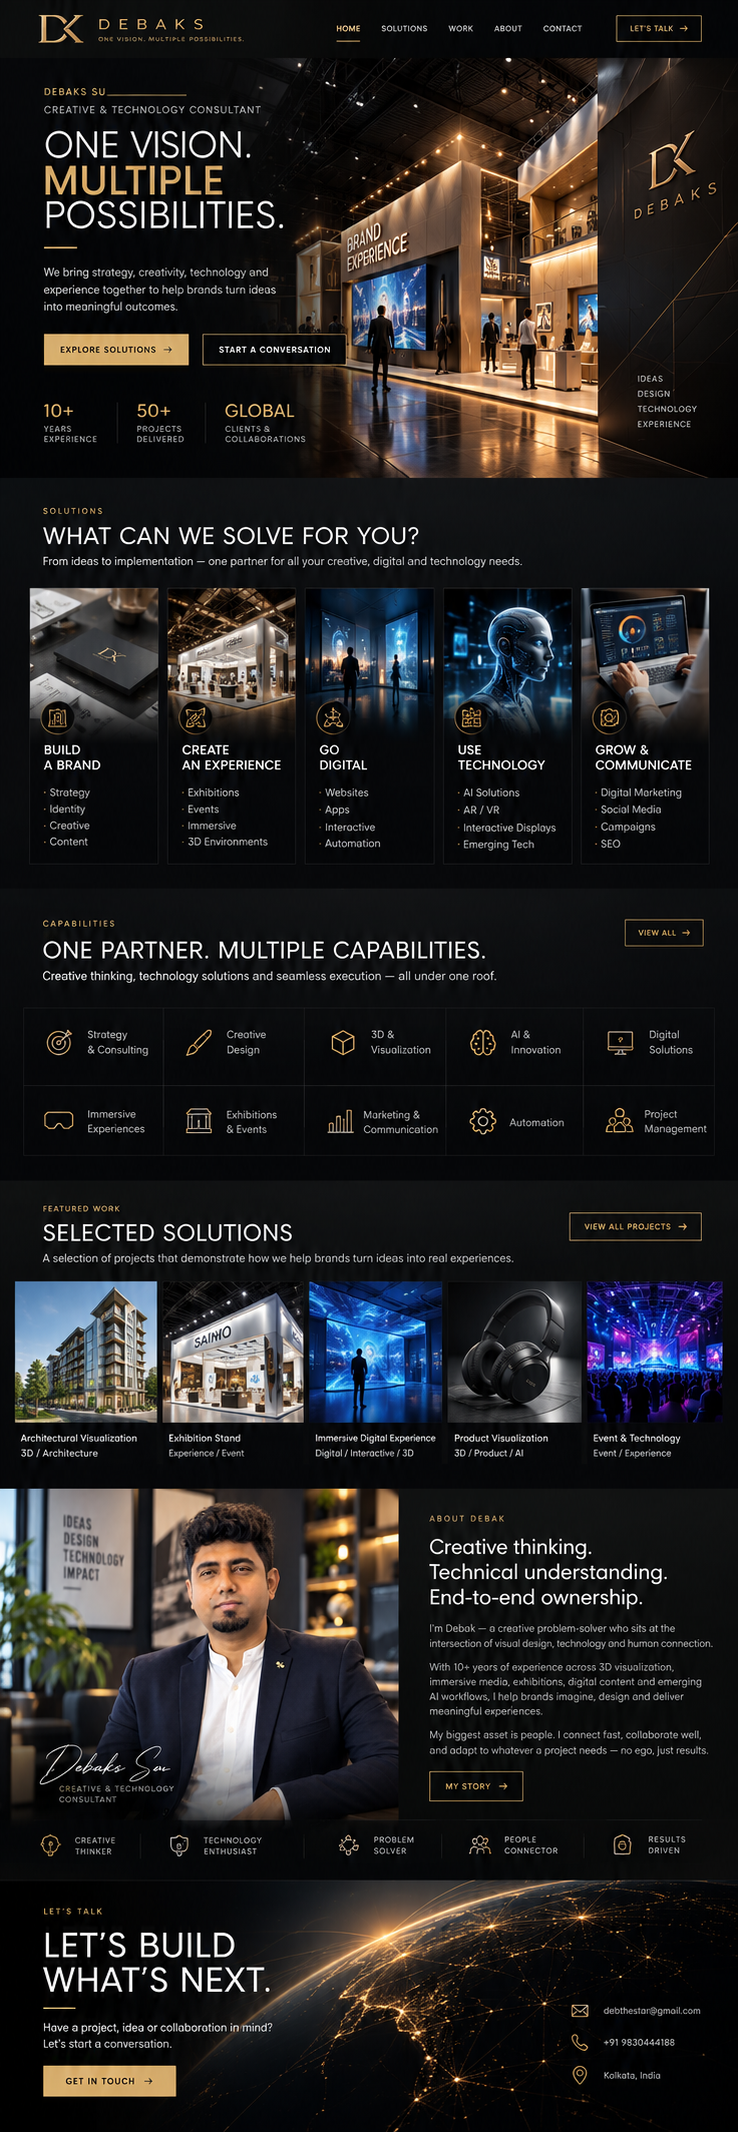 DK DEBAKS
ONE VISION. MULTIPLE POSSIBILITIES.
HOME SOLUTIONS WORK ABOUT CONTACT LET'S TALK →
DEBAKS SU
CREATIVE & TECHNOLOGY CONSULTANT
ONE VISION.
MULTIPLE
POSSIBILITIES.
We bring strategy, creativity, technology and
experience together to help brands turn ideas
into meaningful outcomes.
EXPLORE SOLUTIONS → START A CONVERSATION
10+
YEARS
EXPERIENCE
50+
PROJECTS
DELIVERED
GLOBAL
CLIENTS &
COLLABORATIONS
BRAND
EXPERIENCE
DK
DEBAKS
IDEAS
DESIGN
TECHNOLOGY
EXPERIENCE
SOLUTIONS
WHAT CAN WE SOLVE FOR YOU?
From ideas to implementation — one partner for all your creative, digital and technology needs.
DK
BUILD
A BRAND
· Strategy
· Identity
· Creative
· Content
CREATE
AN EXPERIENCE
· Exhibitions
· Events
· Immersive
· 3D Environments
GO
DIGITAL
· Websites
· Apps
· Interactive
· Automation
USE
TECHNOLOGY
· AI Solutions
· AR / VR
· Interactive Displays
· Emerging Tech
GROW &
COMMUNICATE
· Digital Marketing
· Social Media
· Campaigns
· SEO
CAPABILITIES
ONE PARTNER. MULTIPLE CAPABILITIES.
Creative thinking, technology solutions and seamless execution — all under one roof.
VIEW ALL →
Strategy
& Consulting
Creative
Design
3D &
Visualization
AI &
Innovation
Digital
Solutions
Immersive
Experiences
Exhibitions
& Events
Marketing &
Communication
Automation
Project
Management
FEATURED WORK
SELECTED SOLUTIONS
A selection of projects that demonstrate how we help brands turn ideas into real experiences.
VIEW ALL PROJECTS →
Architectural Visualization
3D / Architecture
Exhibition Stand
Experience / Event
Immersive Digital Experience
Digital / Interactive / 3D
Product Visualization
3D / Product / AI
Event & Technology
Event / Experience
IDEAS
DESIGN
TECHNOLOGY
IMPACT
Debaks Su
CREATIVE & TECHNOLOGY
CONSULTANT
ABOUT DEBAK
Creative thinking.
Technical understanding.
End-to-end ownership.
I'm Debak — a creative problem-solver who sits at the
intersection of visual design, technology and human connection.
With 10+ years of experience across 3D visualization,
immersive media, exhibitions, digital content and emerging
AI workflows, I help brands imagine, design and deliver
meaningful experiences.
My biggest asset is people. I connect fast, collaborate well,
and adapt to whatever a project needs — no ego, just results.
MY STORY →
CREATIVE
THINKER
TECHNOLOGY
ENTHUSIAST
PROBLEM
SOLVER
PEOPLE
CONNECTOR
RESULTS
DRIVEN
LET'S TALK
LET'S BUILD
WHAT'S NEXT.
Have a project, idea or collaboration in mind?
Let's start a conversation.
GET IN TOUCH →
debthestar@gmail.com
+91 9830444188
Kolkata, India